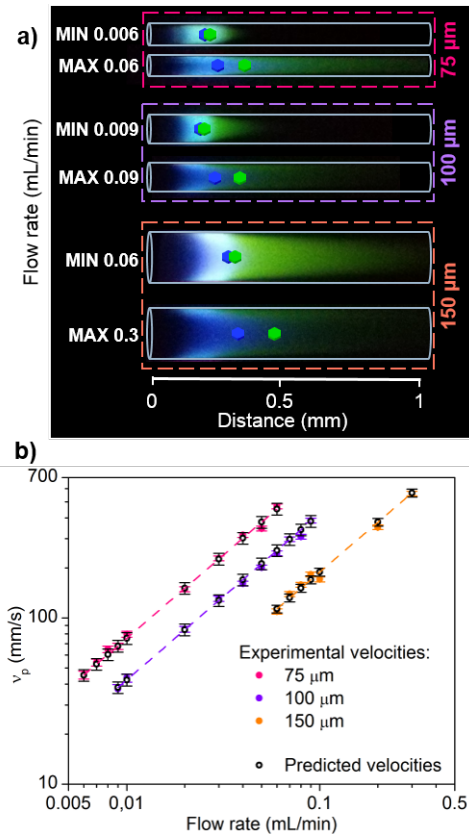 a)
MIN 0.006
MAX 0.06
75 µm
MIN 0.009
MAX 0.09
100 µm
MIN 0.06
MAX 0.3
150 µm
Flow rate (mL/min)
0 0.5 1
Distance (mm)
b)
700
100
10
νp (mm/s)
Experimental velocities:
75 µm
100 µm
150 µm
Predicted velocities
0.005 0,01 0.1 0.5
Flow rate (mL/min)